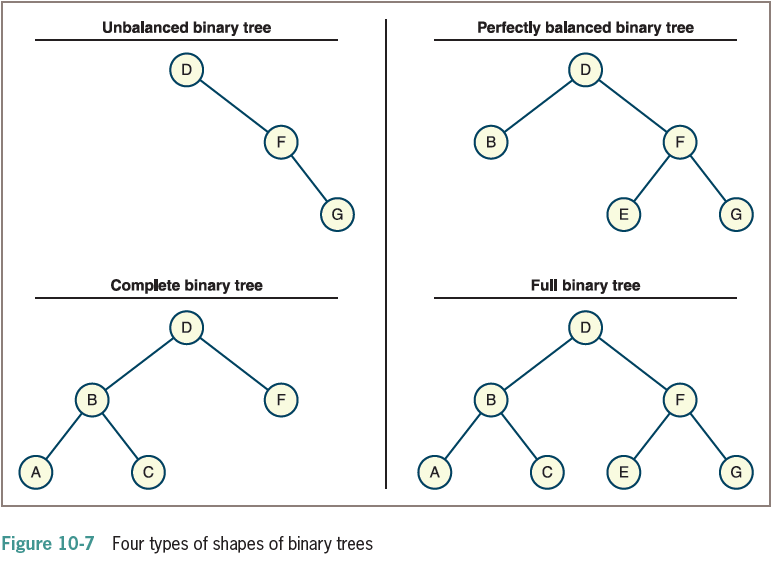 Unbalanced binary tree
D
F
G
Perfectly balanced binary tree
D
B F
E G
Complete binary tree
D
B F
A C
Full binary tree
D
B F
A C E G
Figure 10-7 Four types of shapes of binary trees